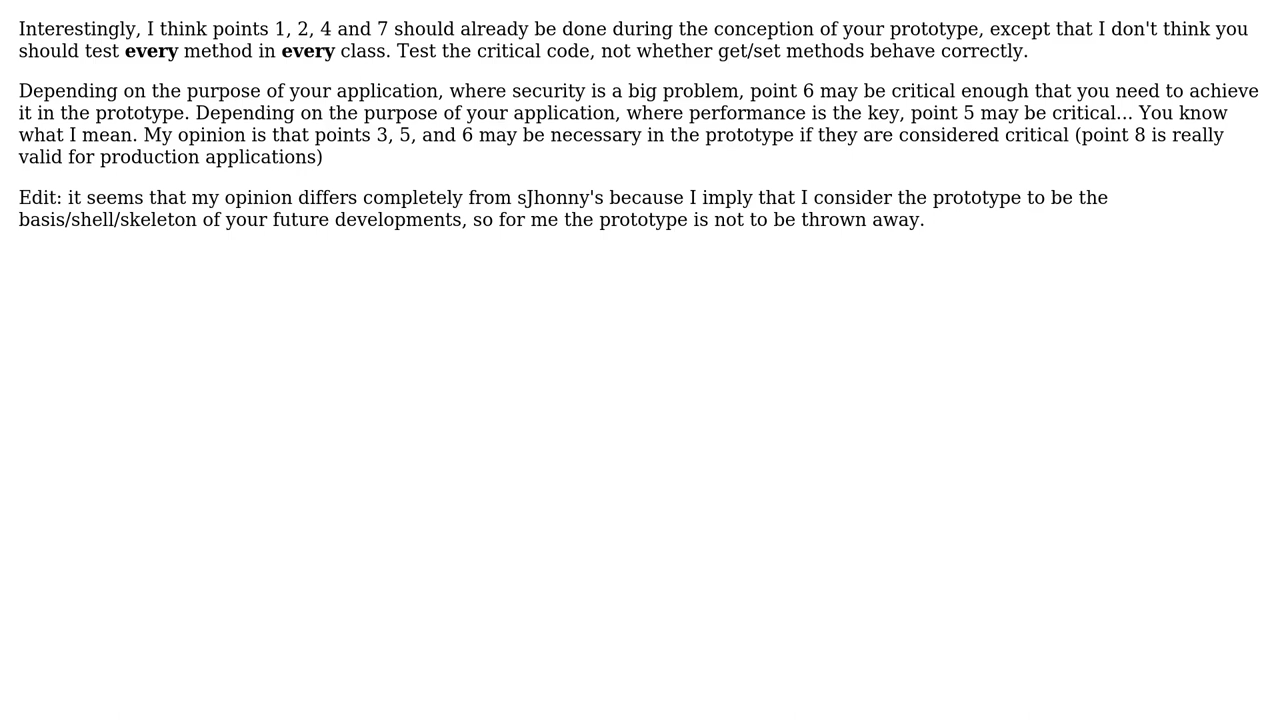 Interestingly, I think points 1, 2, 4 and 7 should already be done during the conception of your prototype, except that I don't think you
should test every method in every class. Test the critical code, not whether get/set methods behave correctly.
Depending on the purpose of your application, where security is a big problem, point 6 may be critical enough that you need to achieve
it in the prototype. Depending on the purpose of your application, where performance is the key, point 5 may be critical... You know
what I mean. My opinion is that points 3, 5, and 6 may be necessary in the prototype if they are considered critical (point 8 is really
valid for production applications)
Edit: it seems that my opinion differs completely from sJhonny's because I imply that I consider the prototype to be the
basis/shell/skeleton of your future developments, so for me the prototype is not to be thrown away.